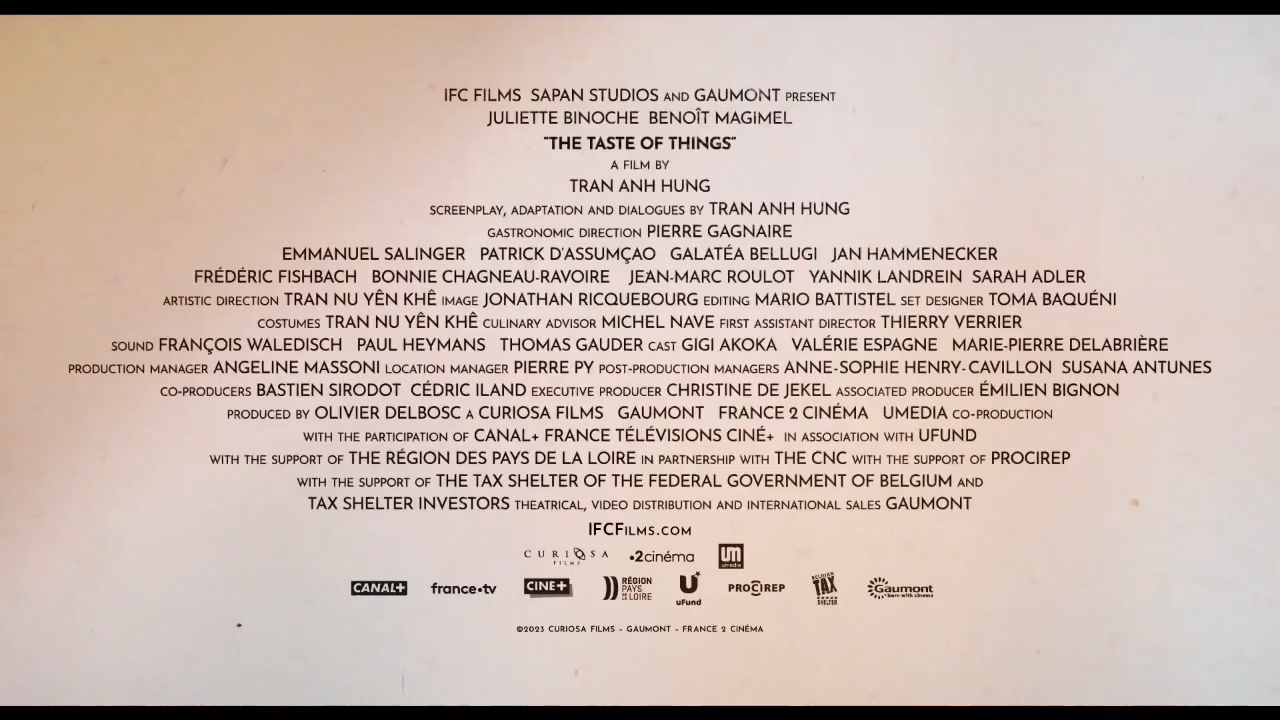 IFC FILMS SAPAN STUDIOS AND GAUMONT PRESENT
JULIETTE BINOCHE BENOÎT MAGIMEL
"THE TASTE OF THINGS"
A FILM BY
TRAN ANH HUNG
SCREENPLAY, ADAPTATION AND DIALOGUES BY TRAN ANH HUNG
GASTRONOMIC DIRECTION PIERRE GAGNAIRE
EMMANUEL SALINGER PATRICK D'ASSUMÇAO GALATÉA BELLUGI JAN HAMMENECKER
FRÉDÉRIC FISHBACH BONNIE CHAGNEAU-RAVOIRE JEAN-MARC ROULOT YANNIK LANDREIN SARAH ADLER
ARTISTIC DIRECTION TRAN NU YÊN KHÊ IMAGE JONATHAN RICQUEBOURG EDITING MARIO BATTISTEL SET DESIGNER TOMA BAQUÉNI
COSTUMES TRAN NU YÊN KHÊ CULINARY ADVISOR MICHEL NAVE FIRST ASSISTANT DIRECTOR THIERRY VERRIER
SOUND FRANÇOIS WALEDISCH PAUL HEYMANS THOMAS GAUDER CAST GIGI AKOKA VALÉRIE ESPAGNE MARIE-PIERRE DELABRIÈRE
PRODUCTION MANAGER ANGELINE MASSONI LOCATION MANAGER PIERRE PY POST-PRODUCTION MANAGERS ANNE-SOPHIE HENRY-CAVILLON SUSANA ANTUNES
CO-PRODUCERS BASTIEN SIRODOT CÉDRIC ILAND EXECUTIVE PRODUCER CHRISTINE DE JEKEL ASSOCIATED PRODUCER ÉMILIEN BIGNON
PRODUCED BY OLIVIER DELBOSC A CURIOSA FILMS GAUMONT FRANCE 2 CINÉMA UMEDIA CO-PRODUCTION
WITH THE PARTICIPATION OF CANAL+ FRANCE TÉLÉVISIONS CINÉ+ IN ASSOCIATION WITH UFUND
WITH THE SUPPORT OF THE RÉGION DES PAYS DE LA LOIRE IN PARTNERSHIP WITH THE CNC WITH THE SUPPORT OF PROCIREP
WITH THE SUPPORT OF THE TAX SHELTER OF THE FEDERAL GOVERNMENT OF BELGIUM AND
TAX SHELTER INVESTORS THEATRICAL, VIDEO DISTRIBUTION AND INTERNATIONAL SALES GAUMONT
IFCFILMS.COM
CURIOSA FILMS •2cinéma um umedia
CANAL+ france•tv CINE+ RÉGION PAYS DE LA LOIRE U uFund PROCIREP BELGIAN TAX SHELTER Gaumont born with cinema
©2023 CURIOSA FILMS - GAUMONT - FRANCE 2 CINÉMA